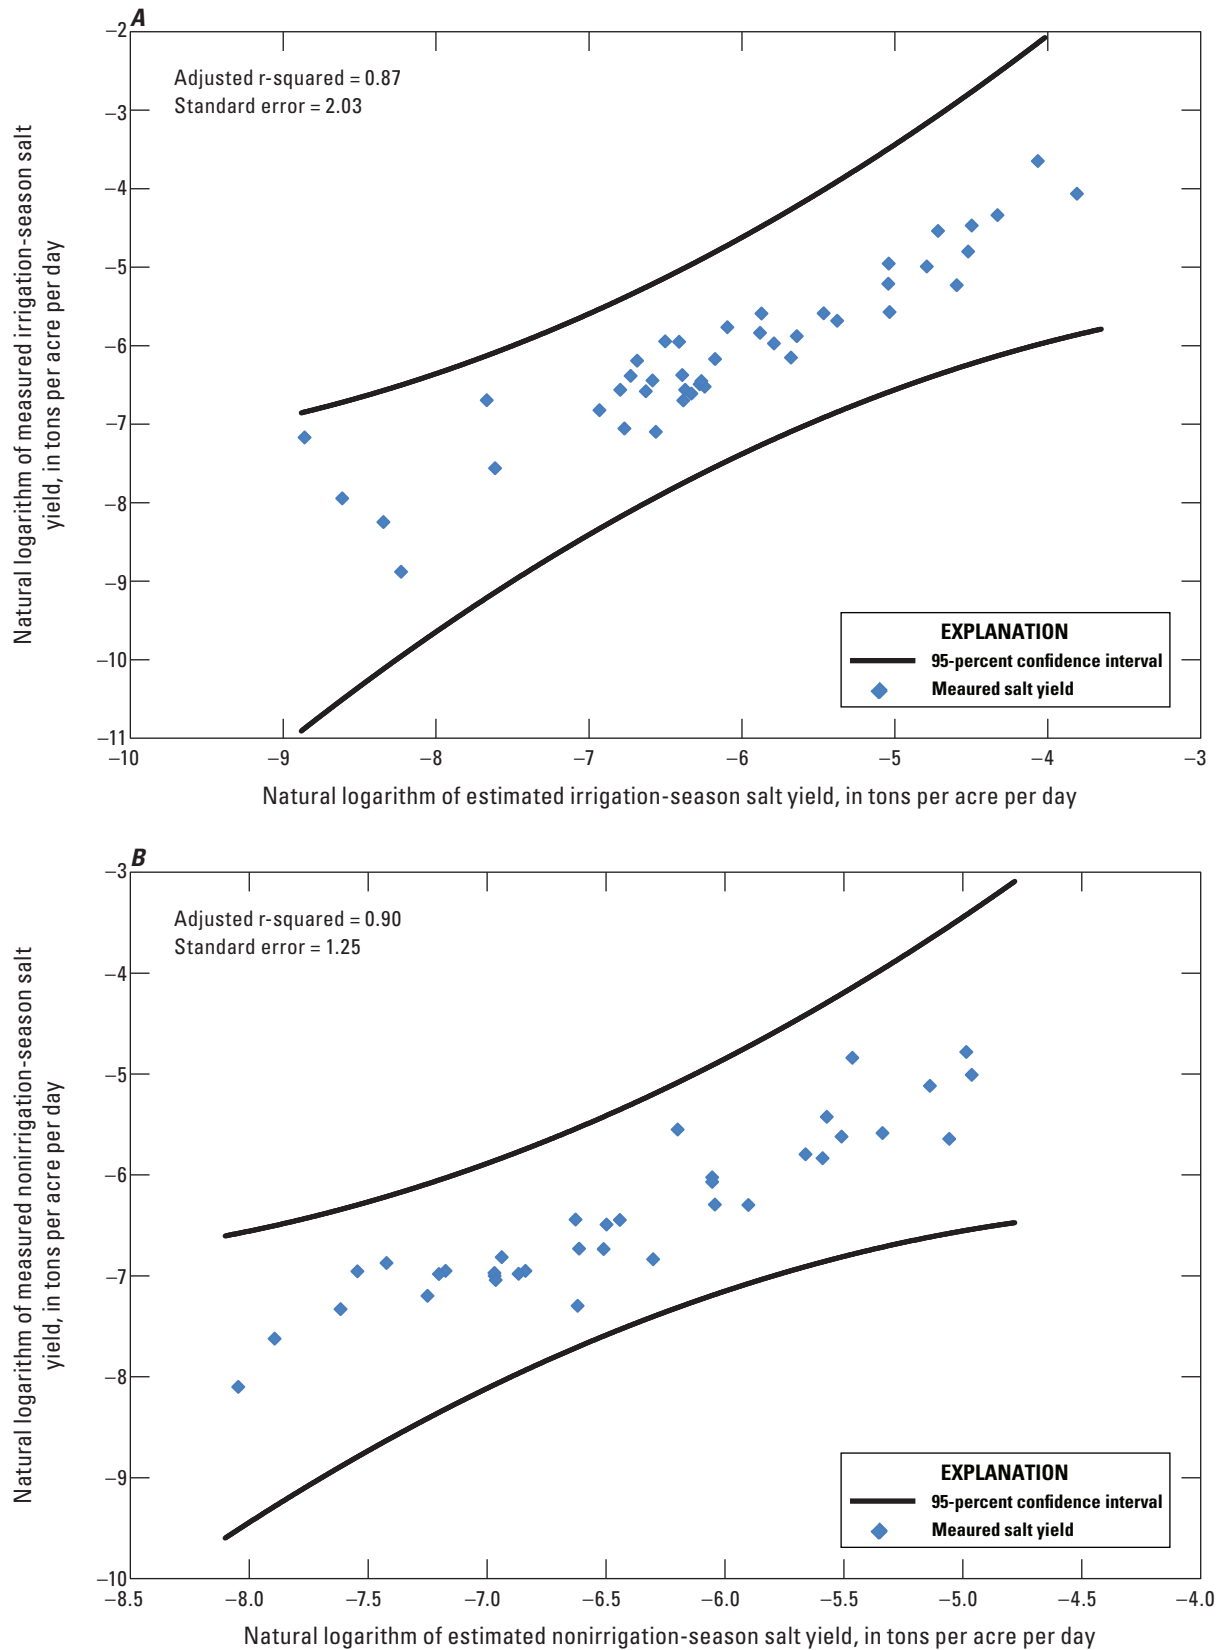 A
Adjusted r-squared = 0.87
Standard error = 2.03
Natural logarithm of measured irrigation-season salt
yield, in tons per acre per day
–2
–3
–4
–5
–6
–7
–8
–9
–10
–11
EXPLANATION
95-percent confidence interval
Meaured salt yield
–10
–9
–8
–7
–6
–5
–4
–3
Natural logarithm of estimated irrigation-season salt yield, in tons per acre per day
B
Adjusted r-squared = 0.90
Standard error = 1.25
Natural logarithm of measured nonirrigation-season salt
yield, in tons per acre per day
–3
–4
–5
–6
–7
–8
–9
–10
EXPLANATION
95-percent confidence interval
Meaured salt yield
–8.5
–8.0
–7.5
–7.0
–6.5
–6.0
–5.5
–5.0
–4.5
–4.0
Natural logarithm of estimated nonirrigation-season salt yield, in tons per acre per day